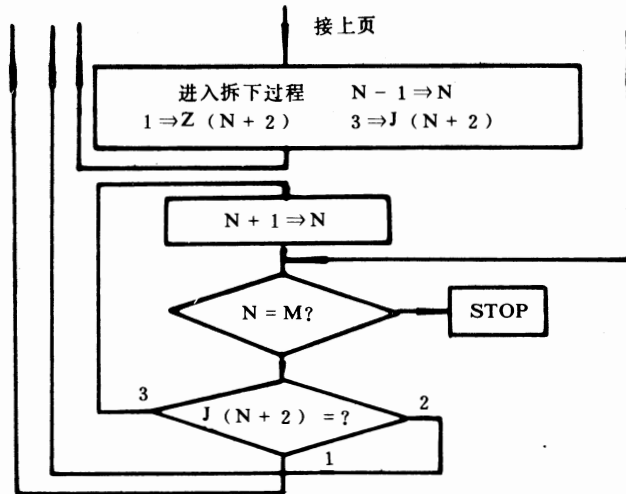 接上页
进入拆下过程 N - 1 ⇒ N
1 ⇒ Z (N + 2) 3 ⇒ J (N + 2)
N + 1 ⇒ N
N = M?
STOP
3
J (N + 2) = ?
2
1